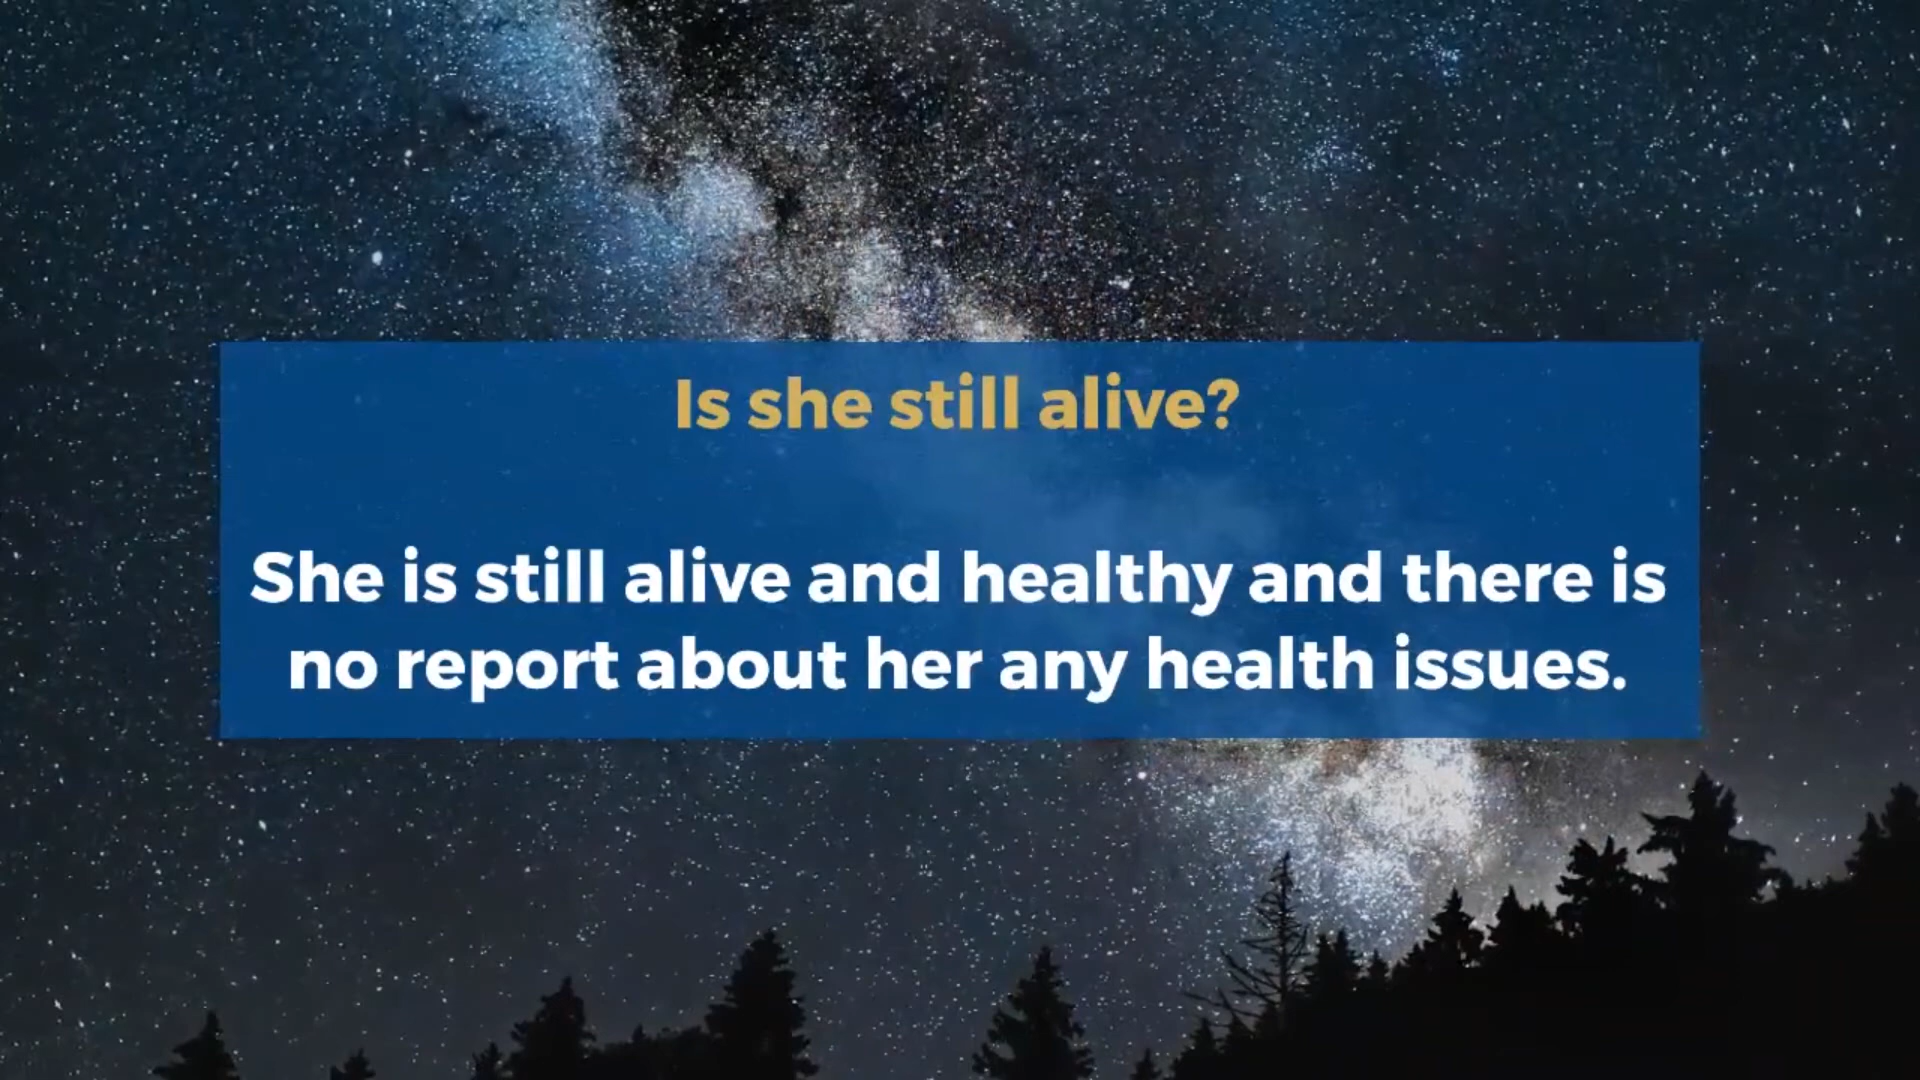 Is she still alive?
She is still alive and healthy and there is
no report about her any health issues.